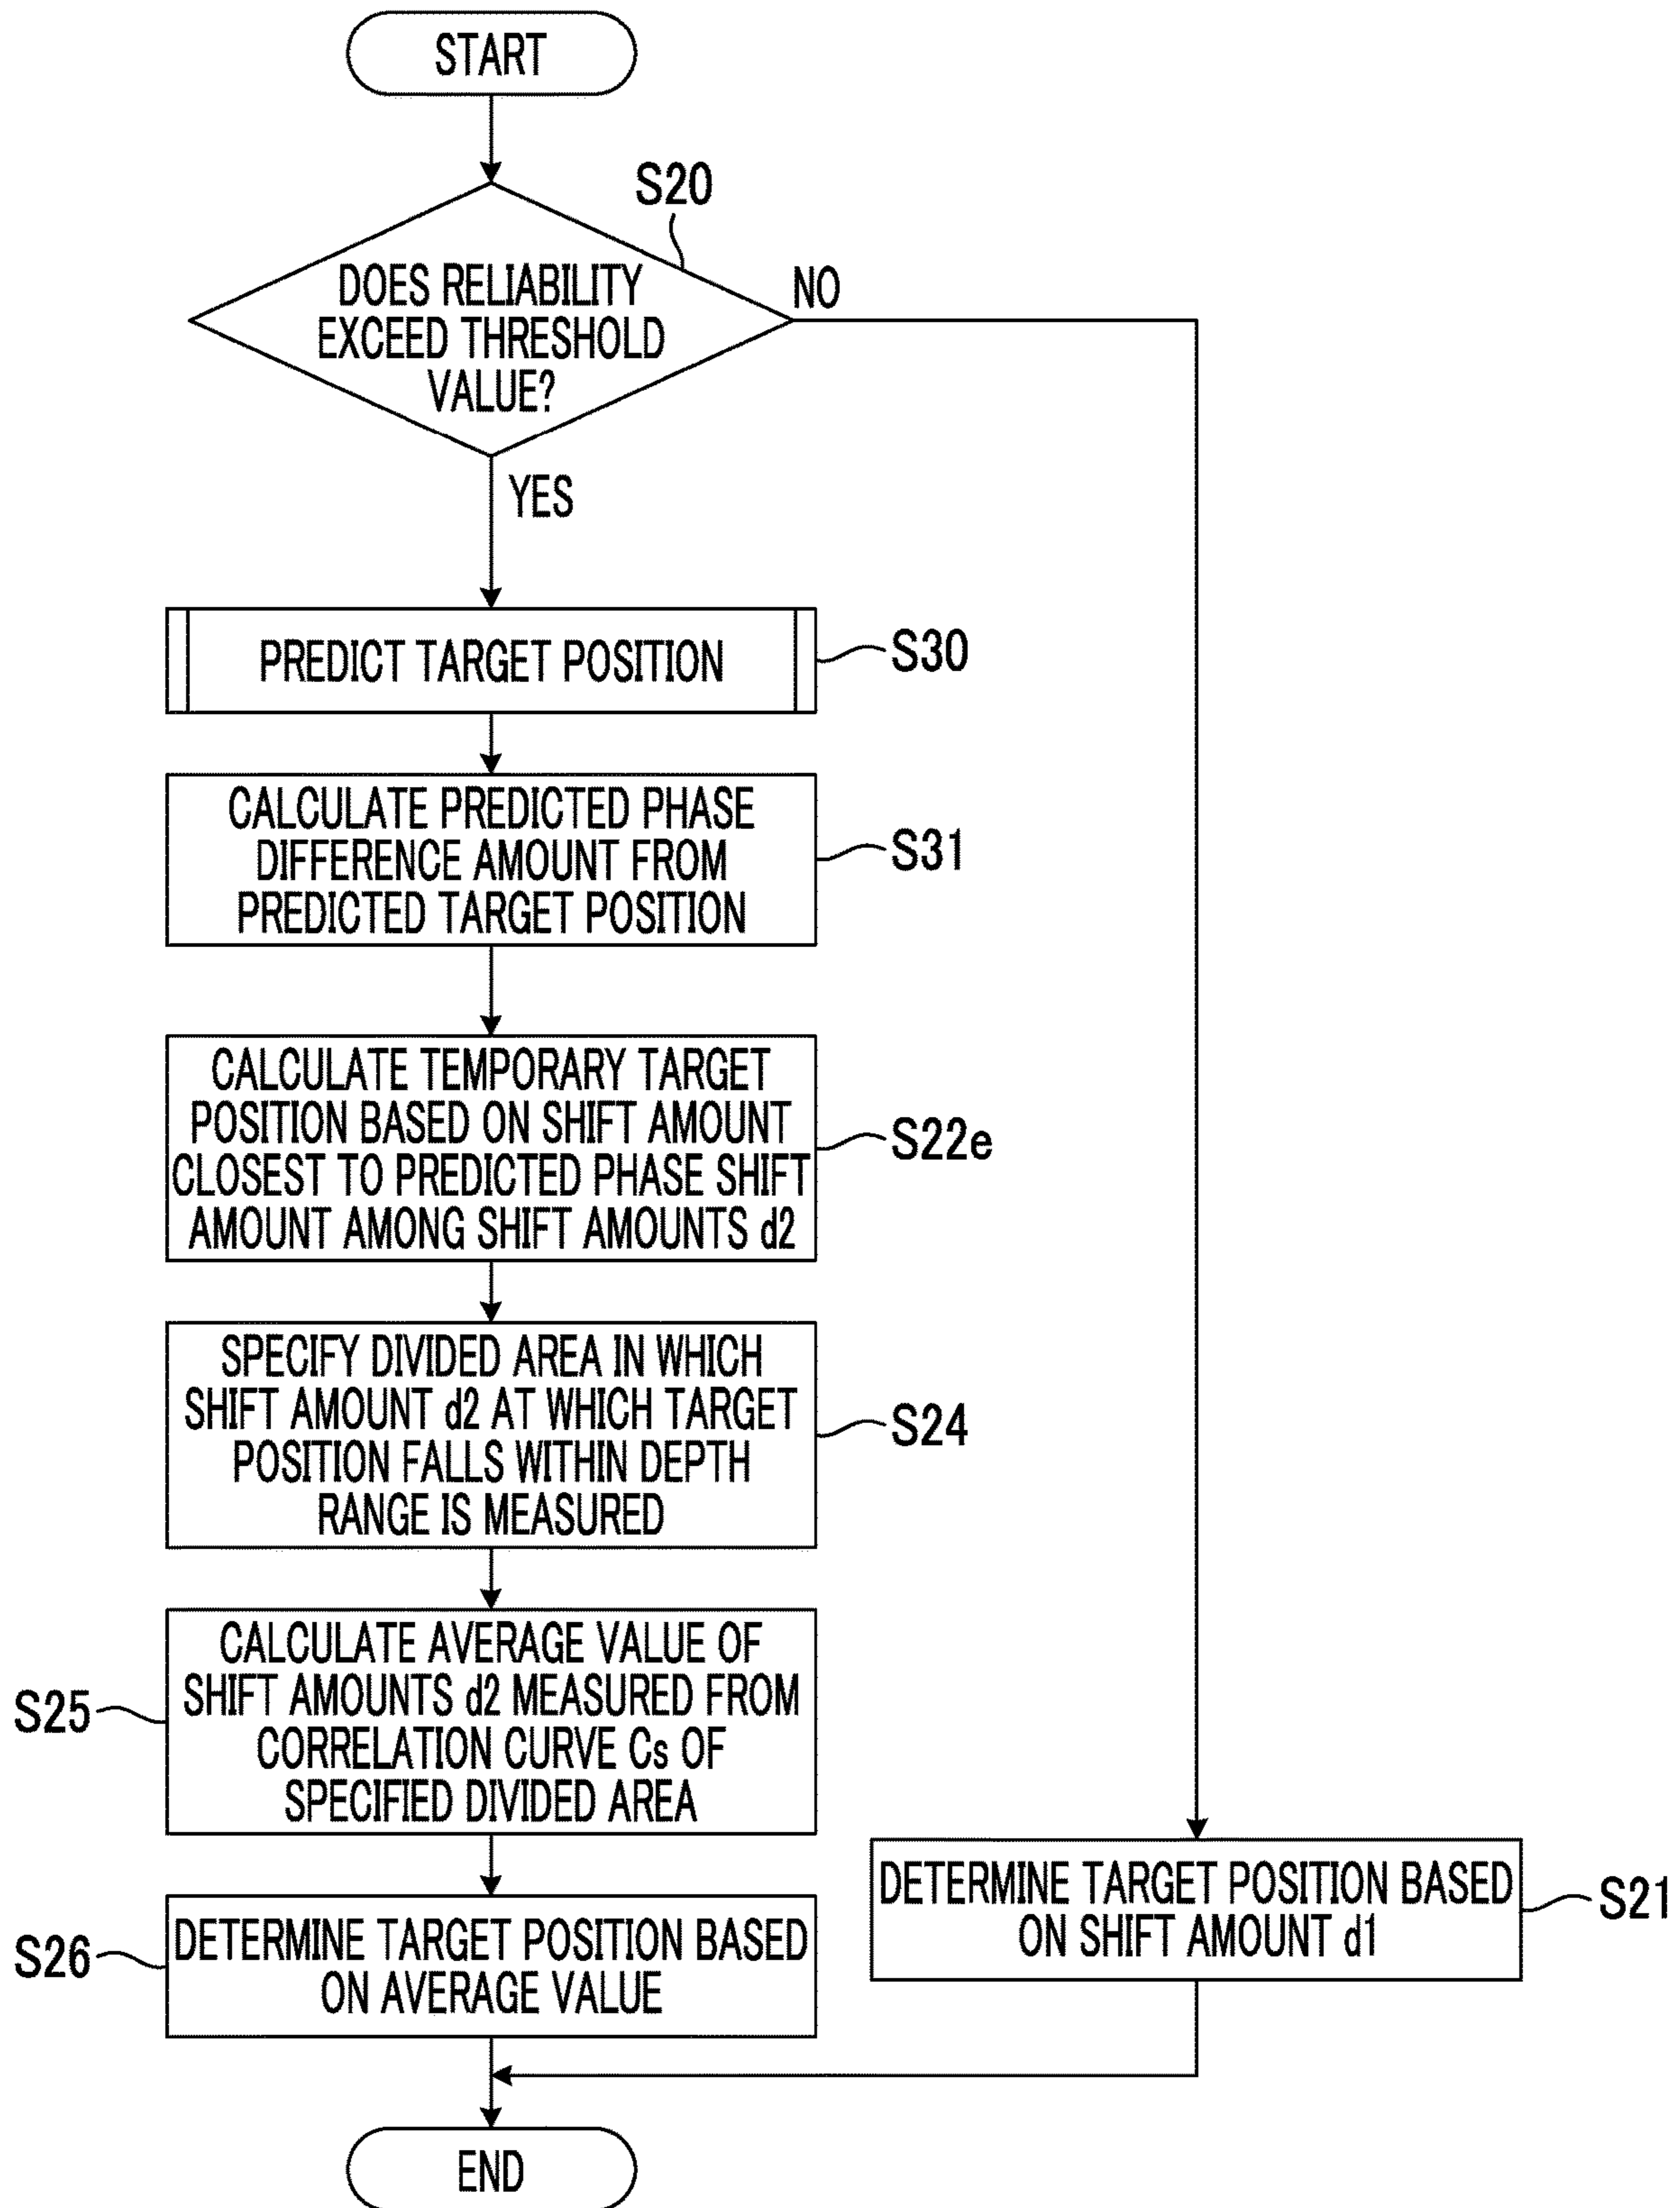 START
S20
DOES RELIABILITY
EXCEED THRESHOLD
VALUE?
NO
YES
PREDICT TARGET POSITION
S30
CALCULATE PREDICTED PHASE
DIFFERENCE AMOUNT FROM
PREDICTED TARGET POSITION
S31
CALCULATE TEMPORARY TARGET
POSITION BASED ON SHIFT AMOUNT
CLOSEST TO PREDICTED PHASE SHIFT
AMOUNT AMONG SHIFT AMOUNTS d2
S22e
SPECIFY DIVIDED AREA IN WHICH
SHIFT AMOUNT d2 AT WHICH TARGET
POSITION FALLS WITHIN DEPTH
RANGE IS MEASURED
S24
S25
CALCULATE AVERAGE VALUE OF
SHIFT AMOUNTS d2 MEASURED FROM
CORRELATION CURVE Cs OF
SPECIFIED DIVIDED AREA
S26
DETERMINE TARGET POSITION BASED
ON AVERAGE VALUE
DETERMINE TARGET POSITION BASED
ON SHIFT AMOUNT d1
S21
END